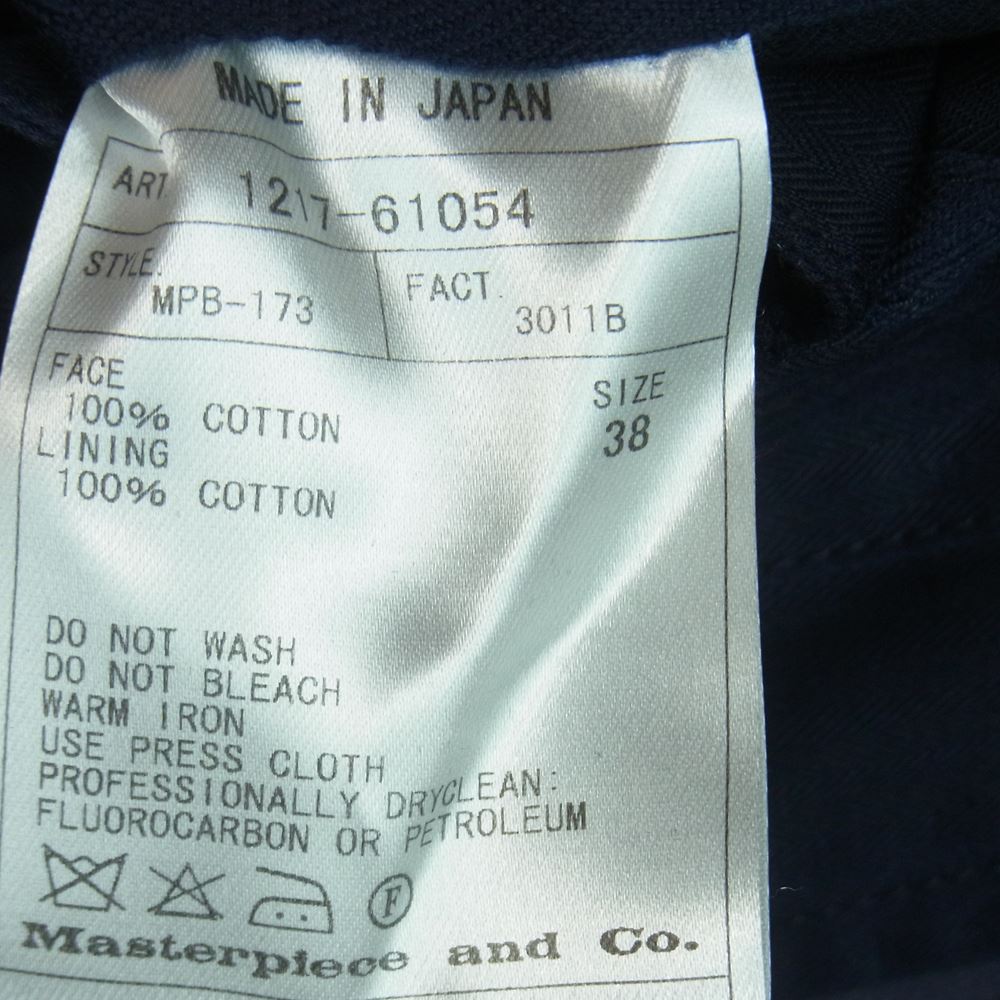 MADE IN JAPAN
ART 1217-61054
STYLE. MPB-173 FACT. 3011B
FACE
100% COTTON
LINING
100% COTTON
SIZE
38
DO NOT WASH
DO NOT BLEACH
WARM IRON
USE PRESS CLOTH
PROFESSIONALLY DRYCLEAN:
FLUOROCARBON OR PETROLEUM
F
Masterpiece and Co.